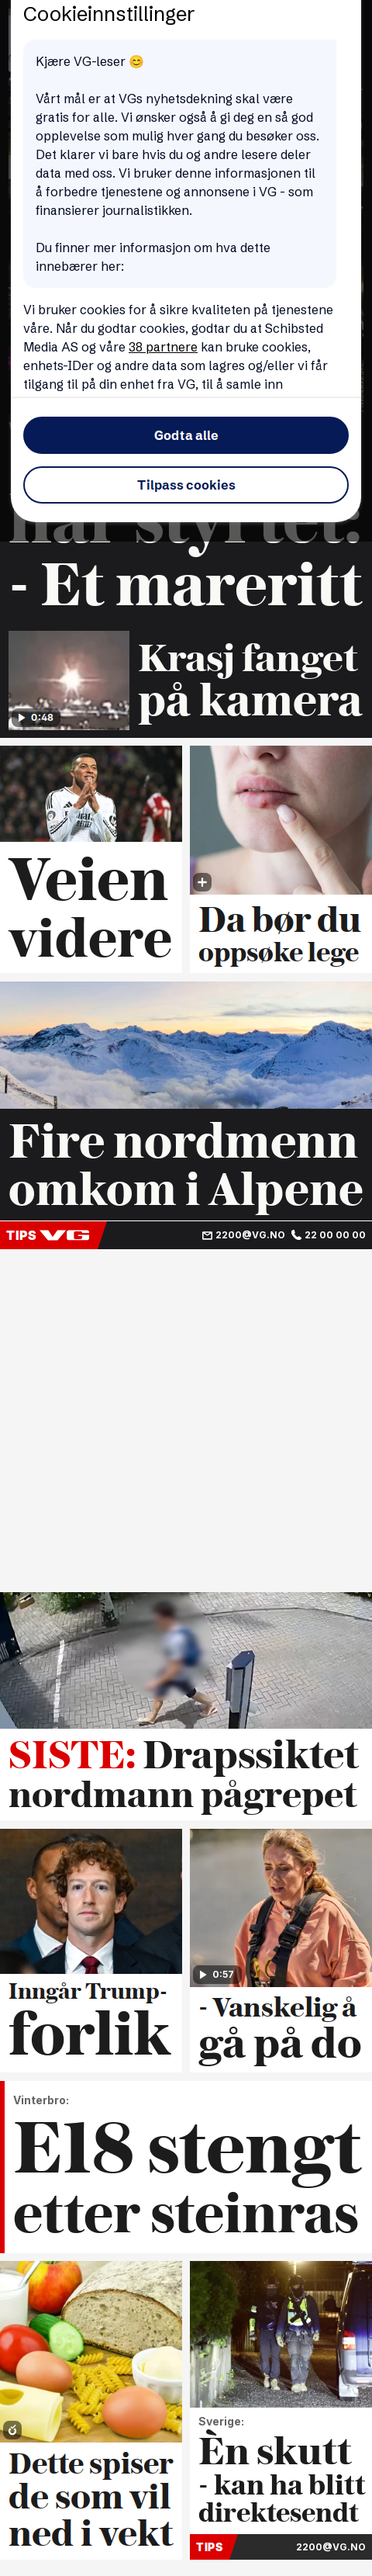 Cookieinnstillinger
Kjære VG-leser 😊
Vårt mål er at VGs nyhetsdekning skal være
gratis for alle. Vi ønsker også å gi deg en så god
opplevelse som mulig hver gang du besøker oss.
Det klarer vi bare hvis du og andre lesere deler
data med oss. Vi bruker denne informasjonen til
å forbedre tjenestene og annonsene i VG - som
finansierer journalistikken.
Du finner mer informasjon om hva dette
innebærer her:
Vi bruker cookies for å sikre kvaliteten på tjenestene
våre. Når du godtar cookies, godtar du at Schibsted
Media AS og våre 38 partnere kan bruke cookies,
enhets-IDer og andre data som lagres og/eller vi får
tilgang til på din enhet fra VG, til å samle inn
Godta alle
Tilpass cookies
når styrtet:
- Et mareritt
0:48
Krasj fanget
på kamera
Veien
videre
Da bør du
oppsøke lege
Fire nordmenn
omkom i Alpene
TIPS VG 2200@VG.NO 22 00 00 00
SISTE: Drapssiktet
nordmann pågrepet
Inngår Trump-
forlik
0:57
- Vanskelig å
gå på do
Vinterbro:
E18 stengt
etter steinras
Dette spiser
de som vil
ned i vekt
Sverige:
Èn skutt
- kan ha blitt
direktesendt
TIPS 2200@VG.NO